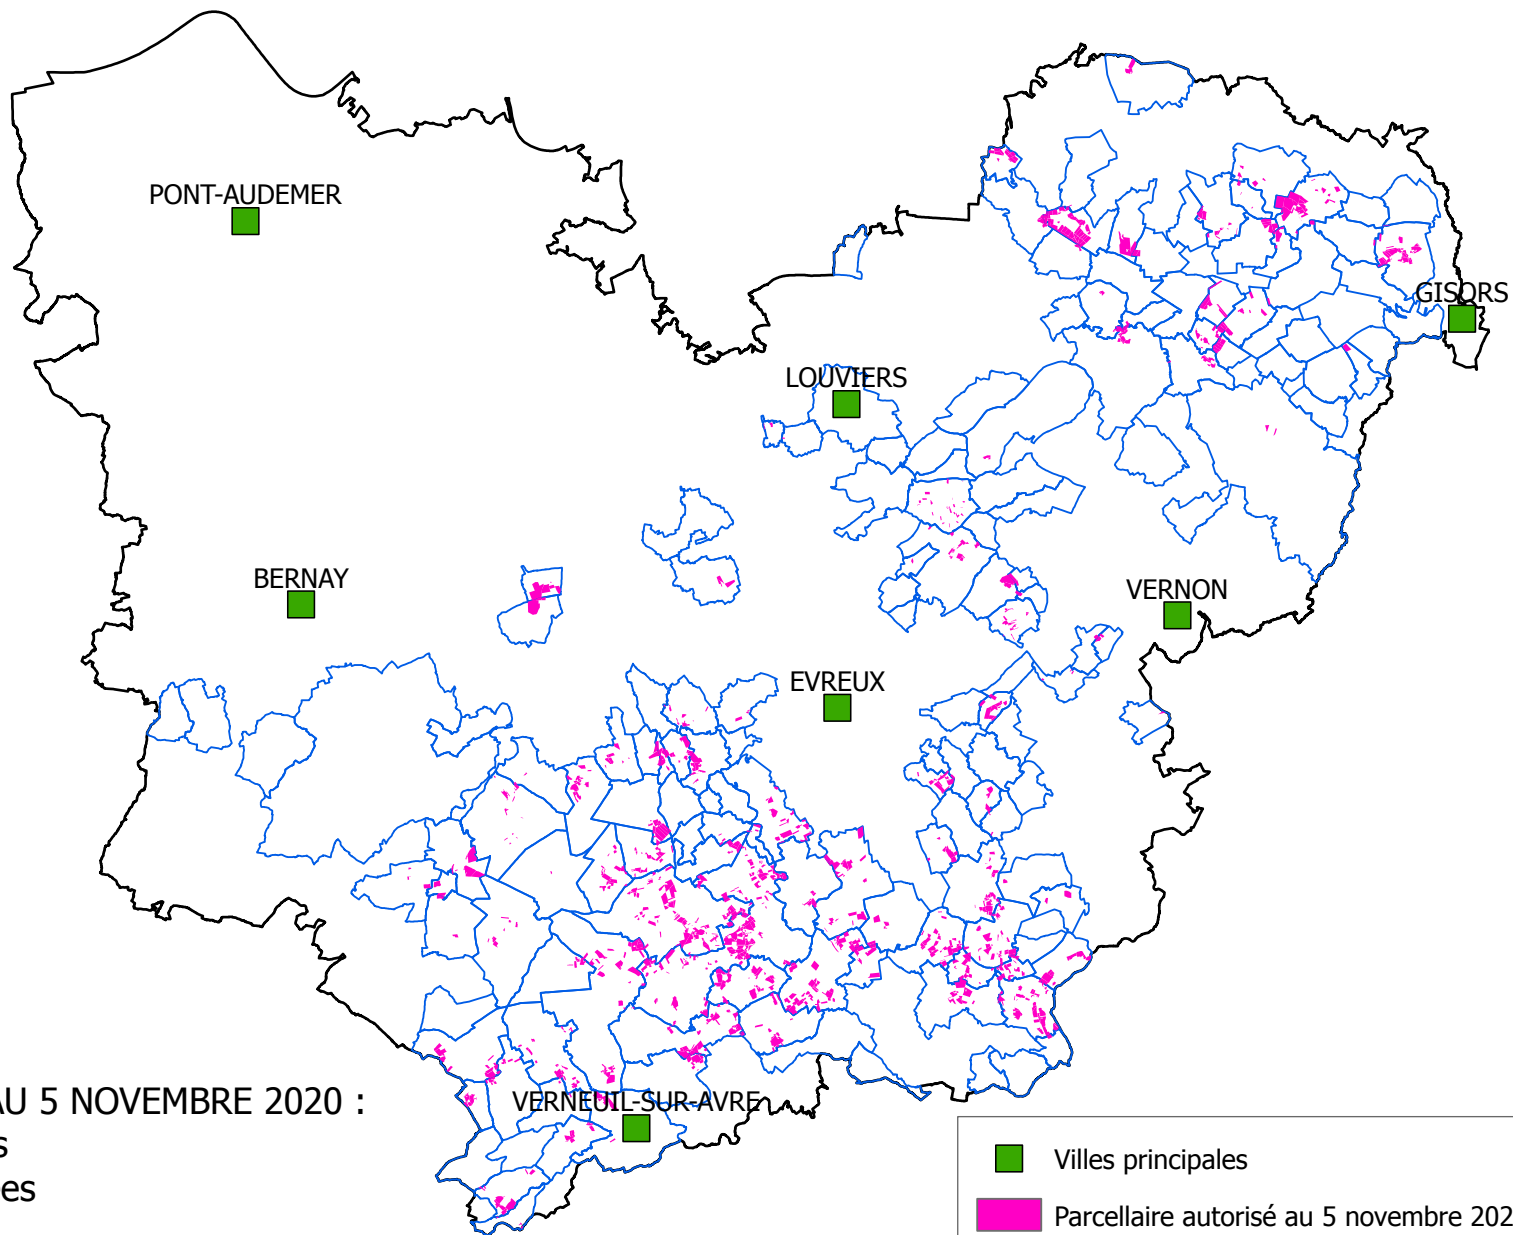 PONT-AUDEMER
GISORS
LOUVIERS
BERNAY
VERNON
EVREUX
AU 5 NOVEMBRE 2020 :
VERNEUIL-SUR-AVRE
Villes principales
Parcellaire autorisé au 5 novembre 202